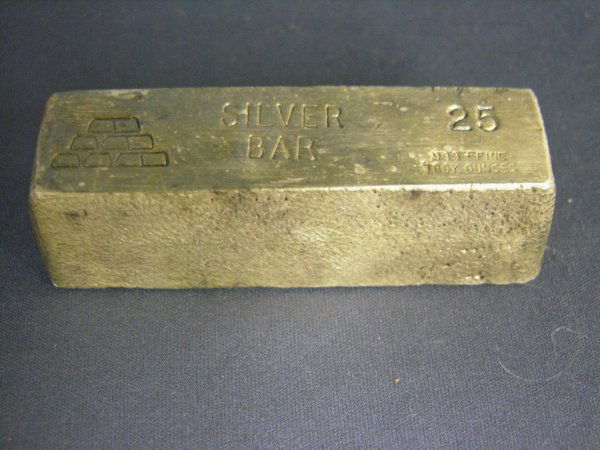 SILVER
BAR
25
999 FINE
TROY OUNCES